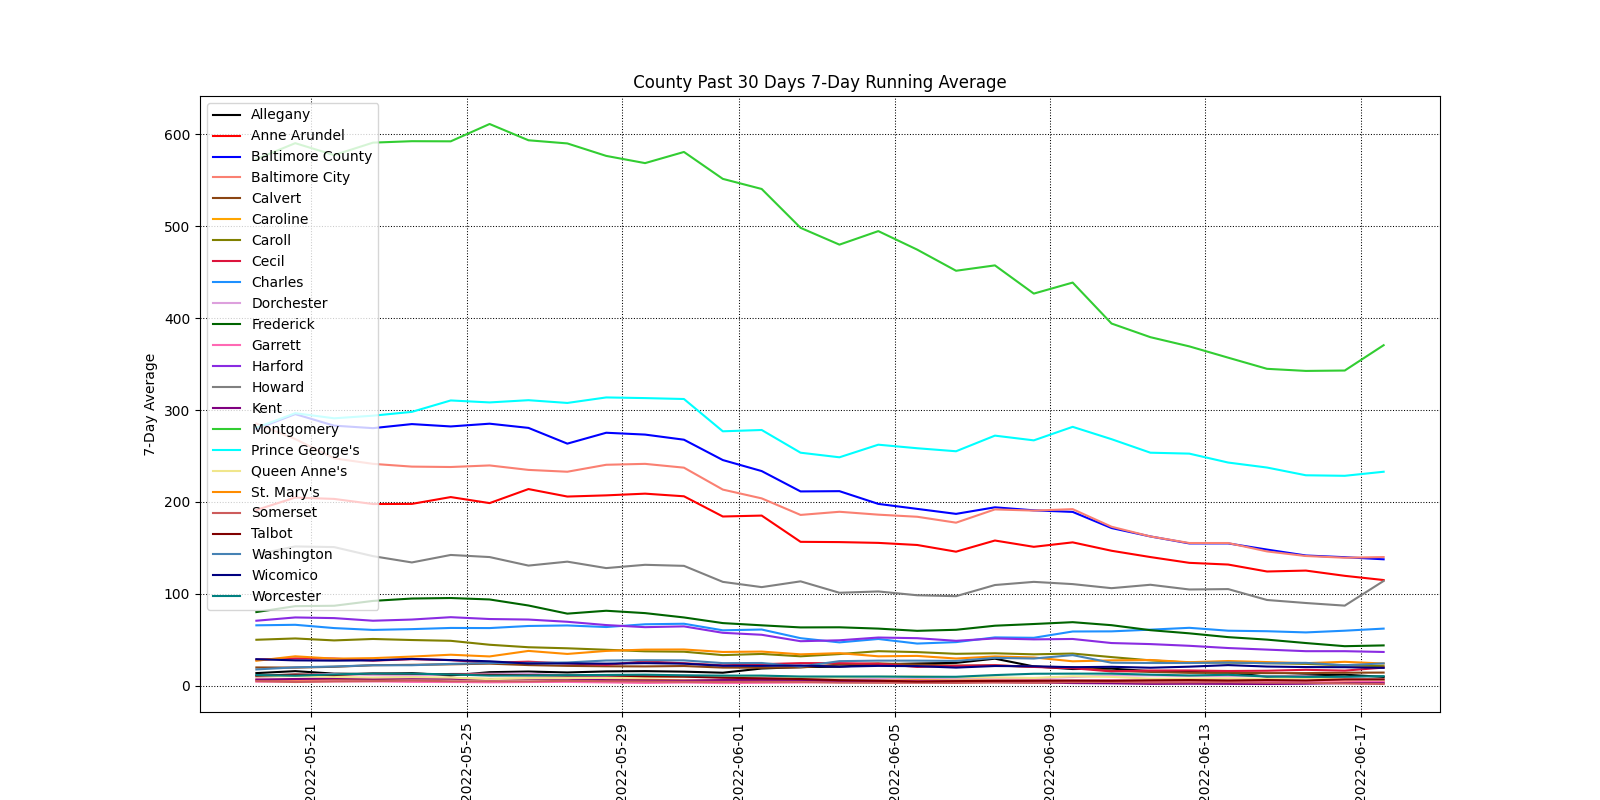 County Past 30 Days 7-Day Running Average
7-Day Average
600
500
400
300
200
100
0
Allegany
Anne Arundel
Baltimore County
Baltimore City
Calvert
Caroline
Caroll
Cecil
Charles
Dorchester
Frederick
Garrett
Harford
Howard
Kent
Montgomery
Prince George's
Queen Anne's
St. Mary's
Somerset
Talbot
Washington
Wicomico
Worcester
2022-05-21
2022-05-25
2022-05-29
2022-06-01
2022-06-05
2022-06-09
2022-06-13
2022-06-17